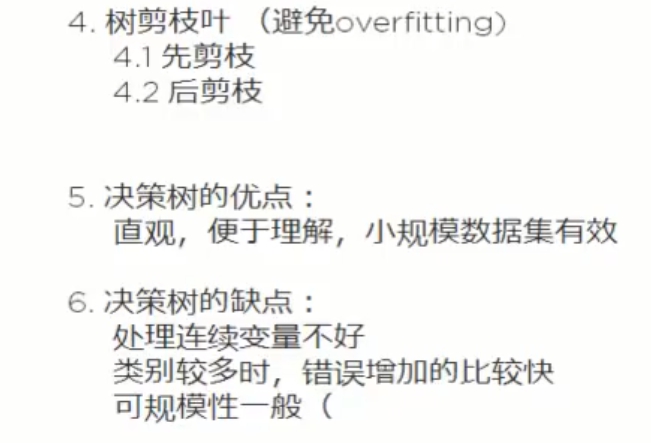 4. 树剪枝叶 （避免overfitting)
4.1 先剪枝
4.2 后剪枝
5. 决策树的优点：
直观，便于理解，小规模数据集有效
6. 决策树的缺点：
处理连续变量不好
类别较多时，错误增加的比较快
可规模性一般（